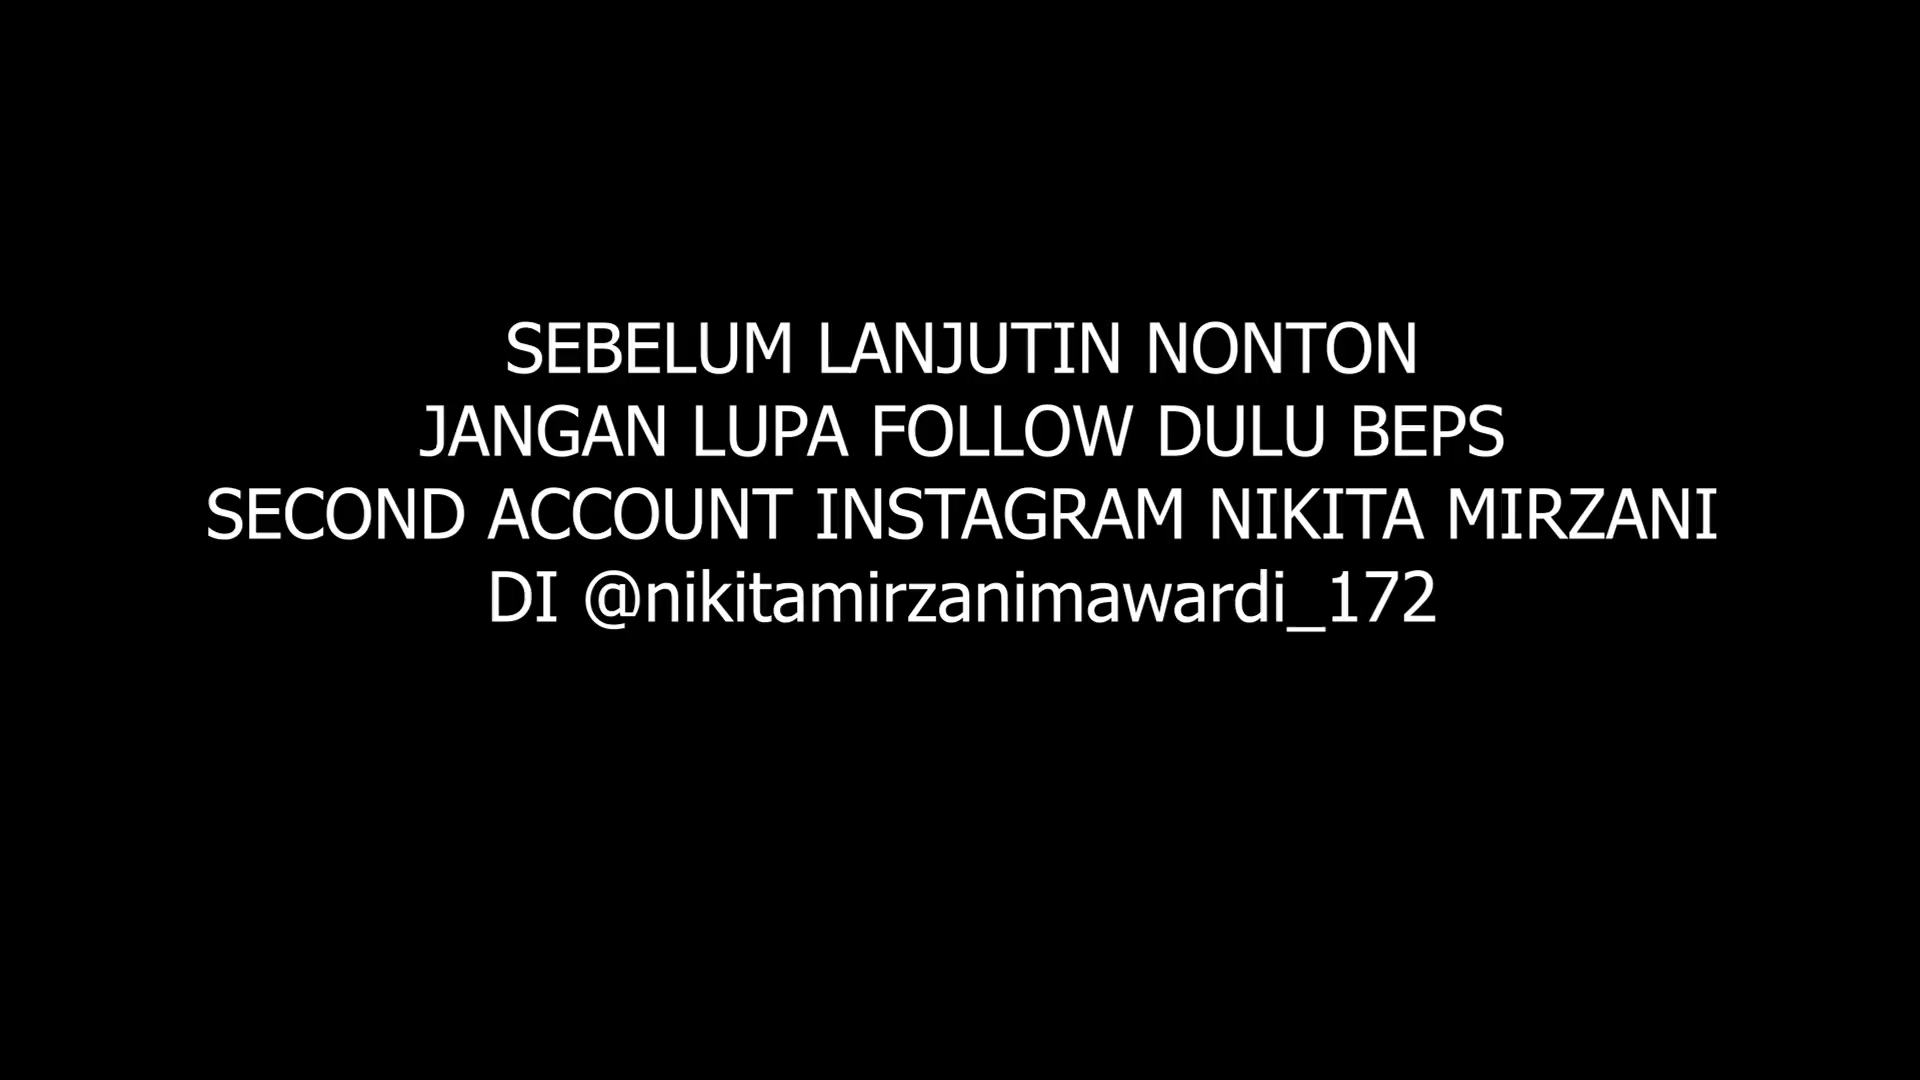 SEBELUM LANJUTIN NONTON
JANGAN LUPA FOLLOW DULU BEPS
SECOND ACCOUNT INSTAGRAM NIKITA MIRZANI
DI @nikitamirzanimawardi_172